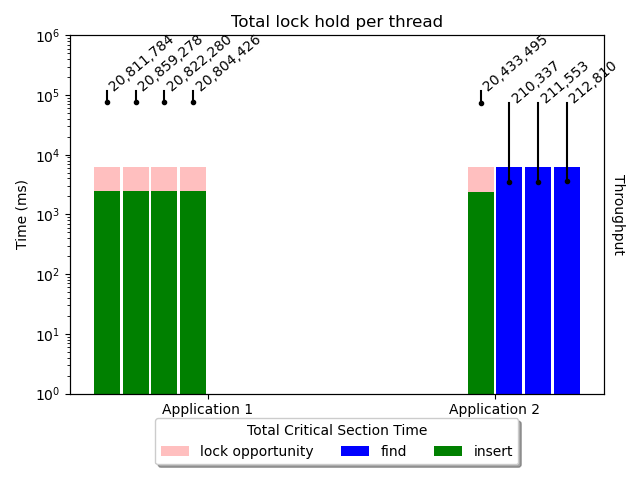 Total lock hold per thread
20,811,784
20,859,278
20,822,280
20,804,426
20,433,495
210,337
211,553
212,810
Time (ms)
10^6
10^5
10^4
10^3
10^2
10^1
10^0
Throughput
Application 1
Application 2
Total Critical Section Time
lock opportunity find insert